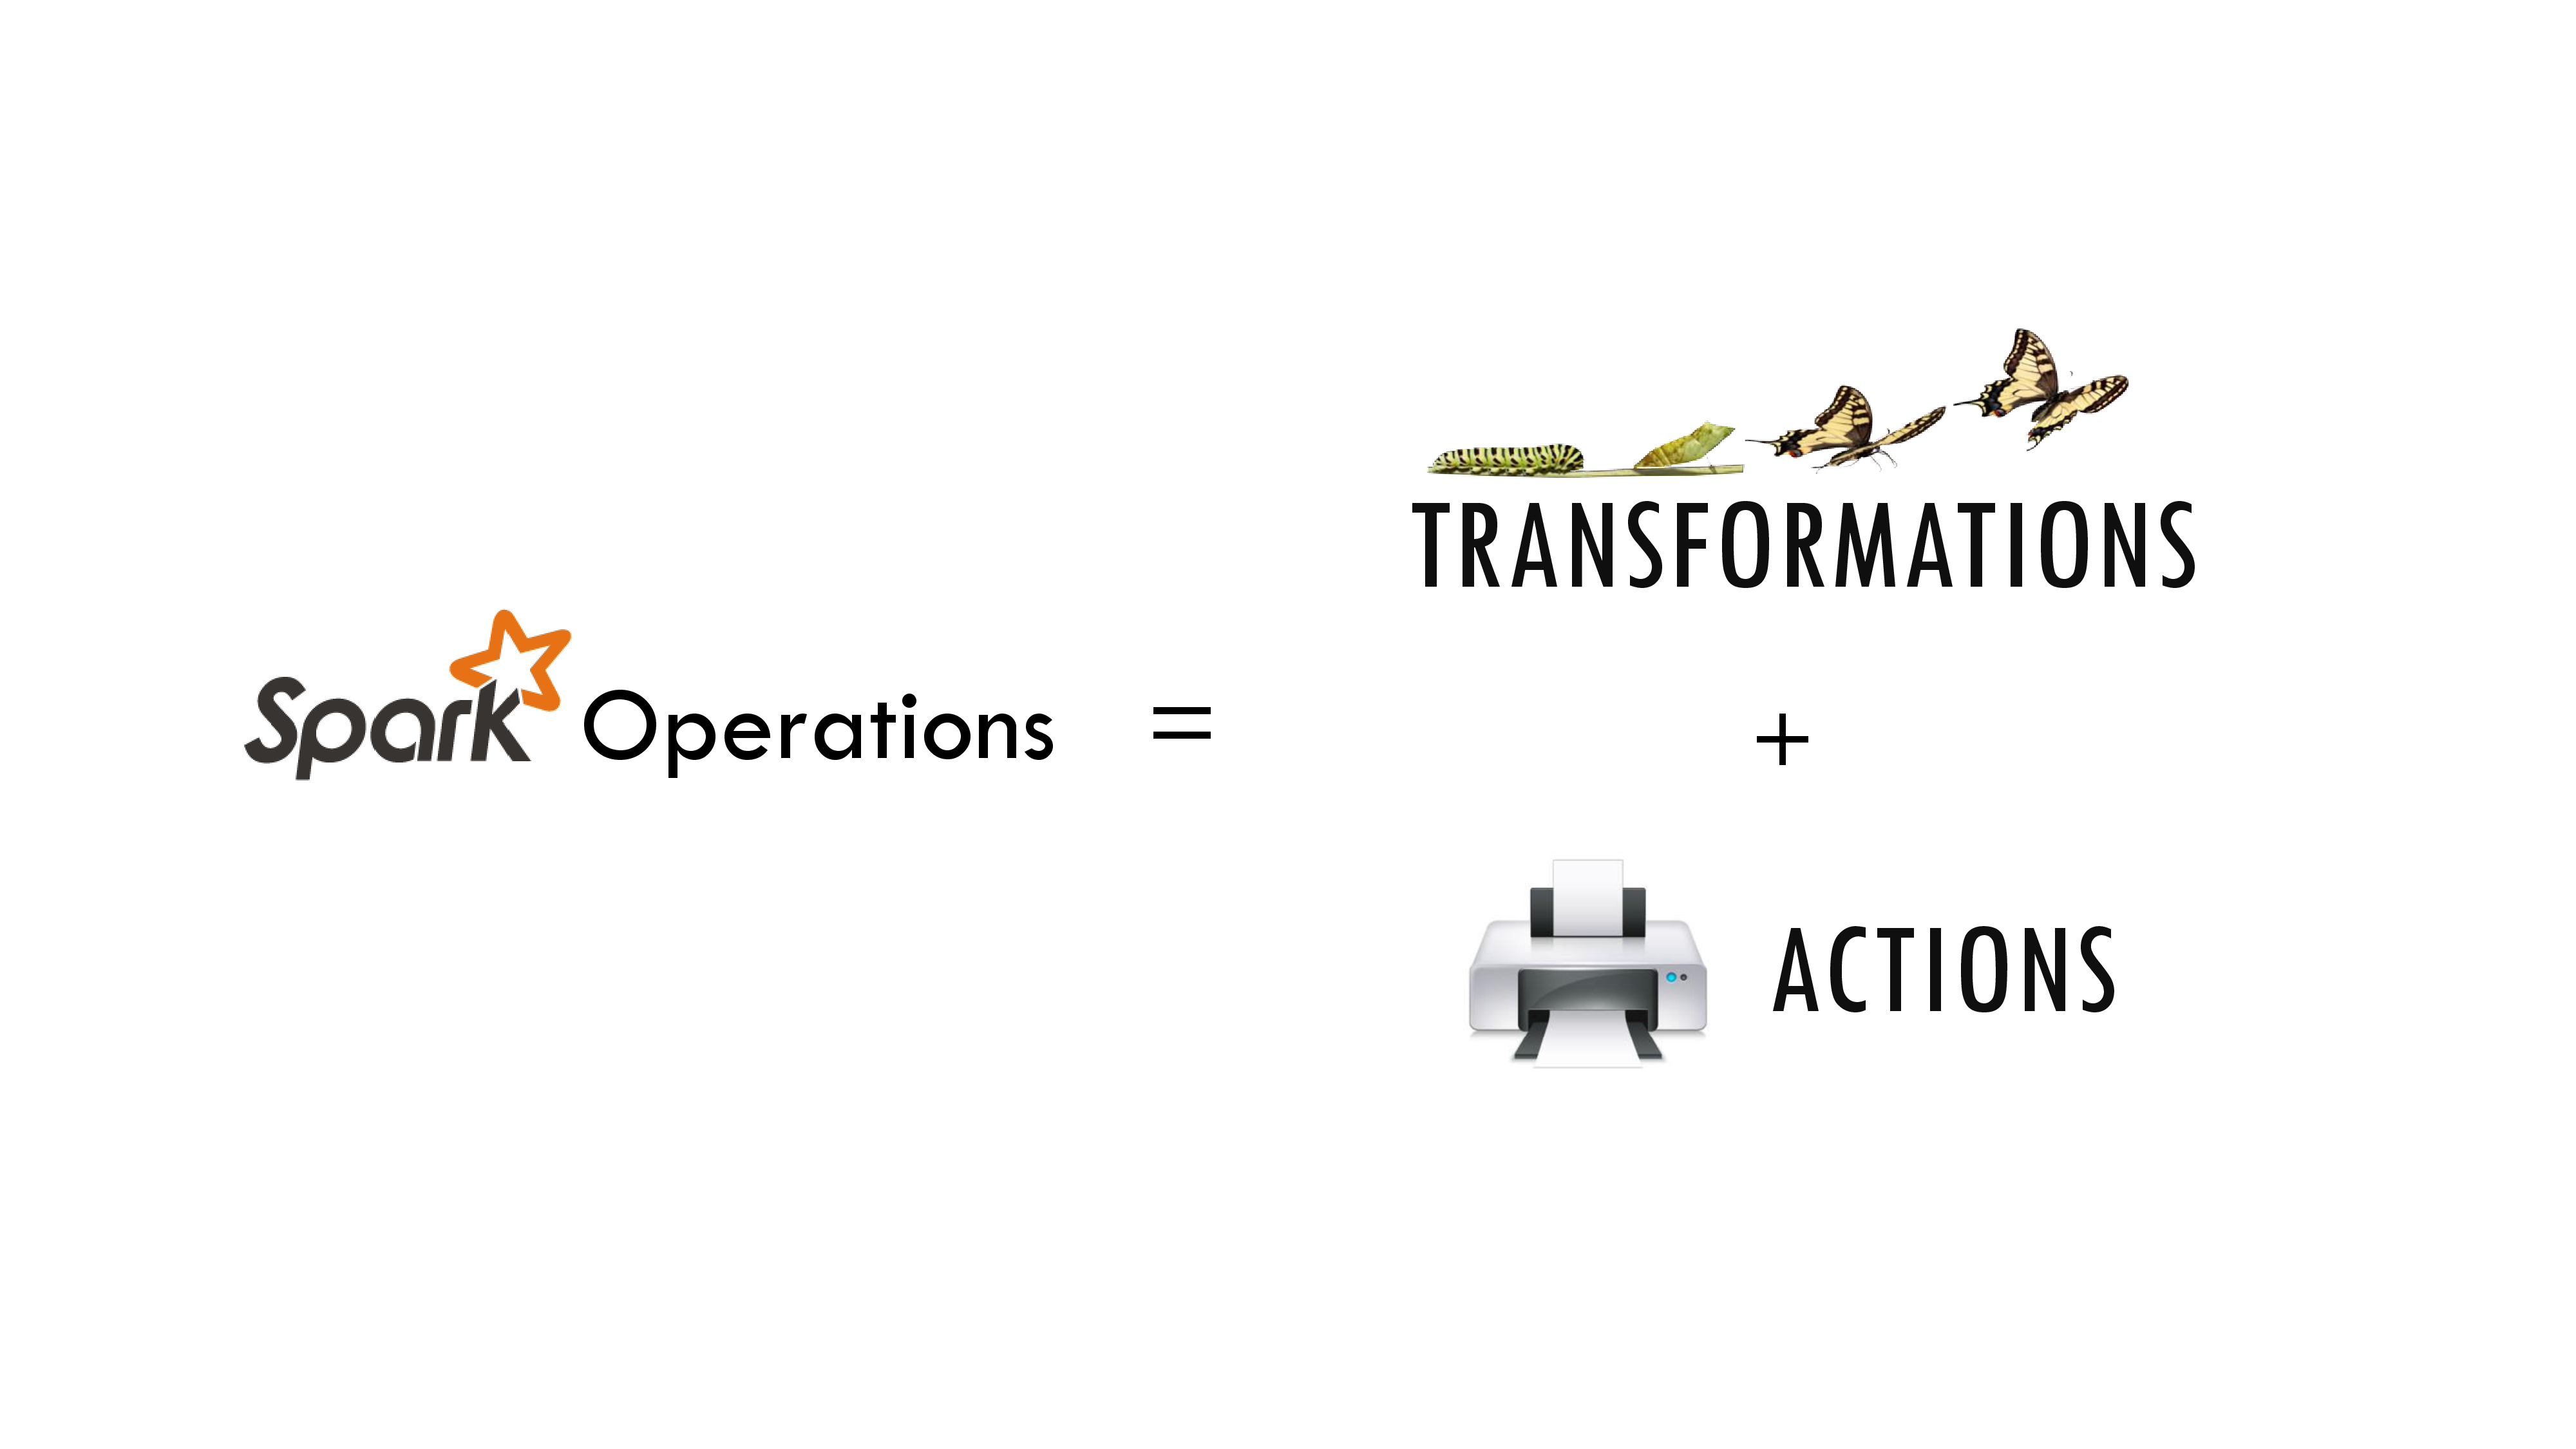 Spark Operations =
TRANSFORMATIONS
+
ACTIONS